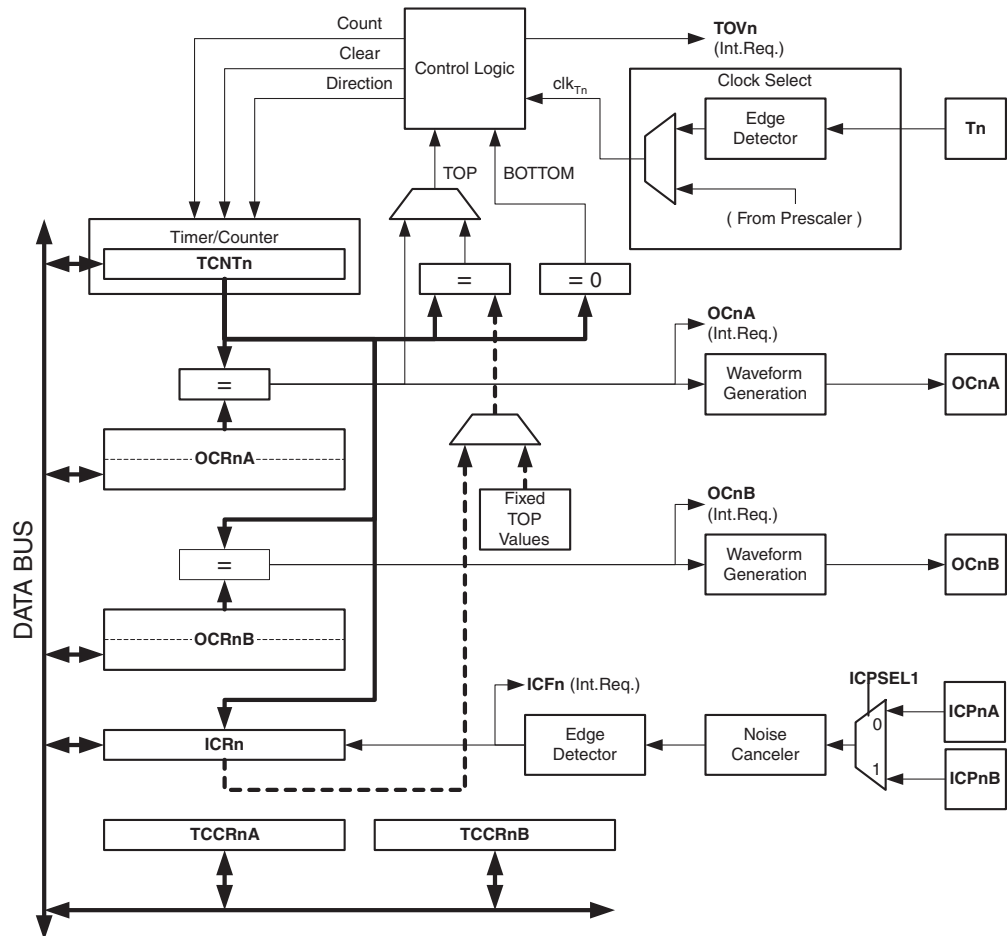 Count
Clear
Direction
Control Logic
TOVn
(Int.Req.)
clkTn
Clock Select
Edge
Detector
Tn
( From Prescaler )
TOP
BOTTOM
Timer/Counter
TCNTn
=
= 0
OCnA
(Int.Req.)
=
Waveform
Generation
OCnA
OCRnA
Fixed
TOP
Values
OCnB
(Int.Req.)
=
Waveform
Generation
OCnB
OCRnB
DATA BUS
ICFn (Int.Req.)
ICPSEL1
ICRn
Edge
Detector
Noise
Canceler
0
1
ICPnA
ICPnB
TCCRnA
TCCRnB